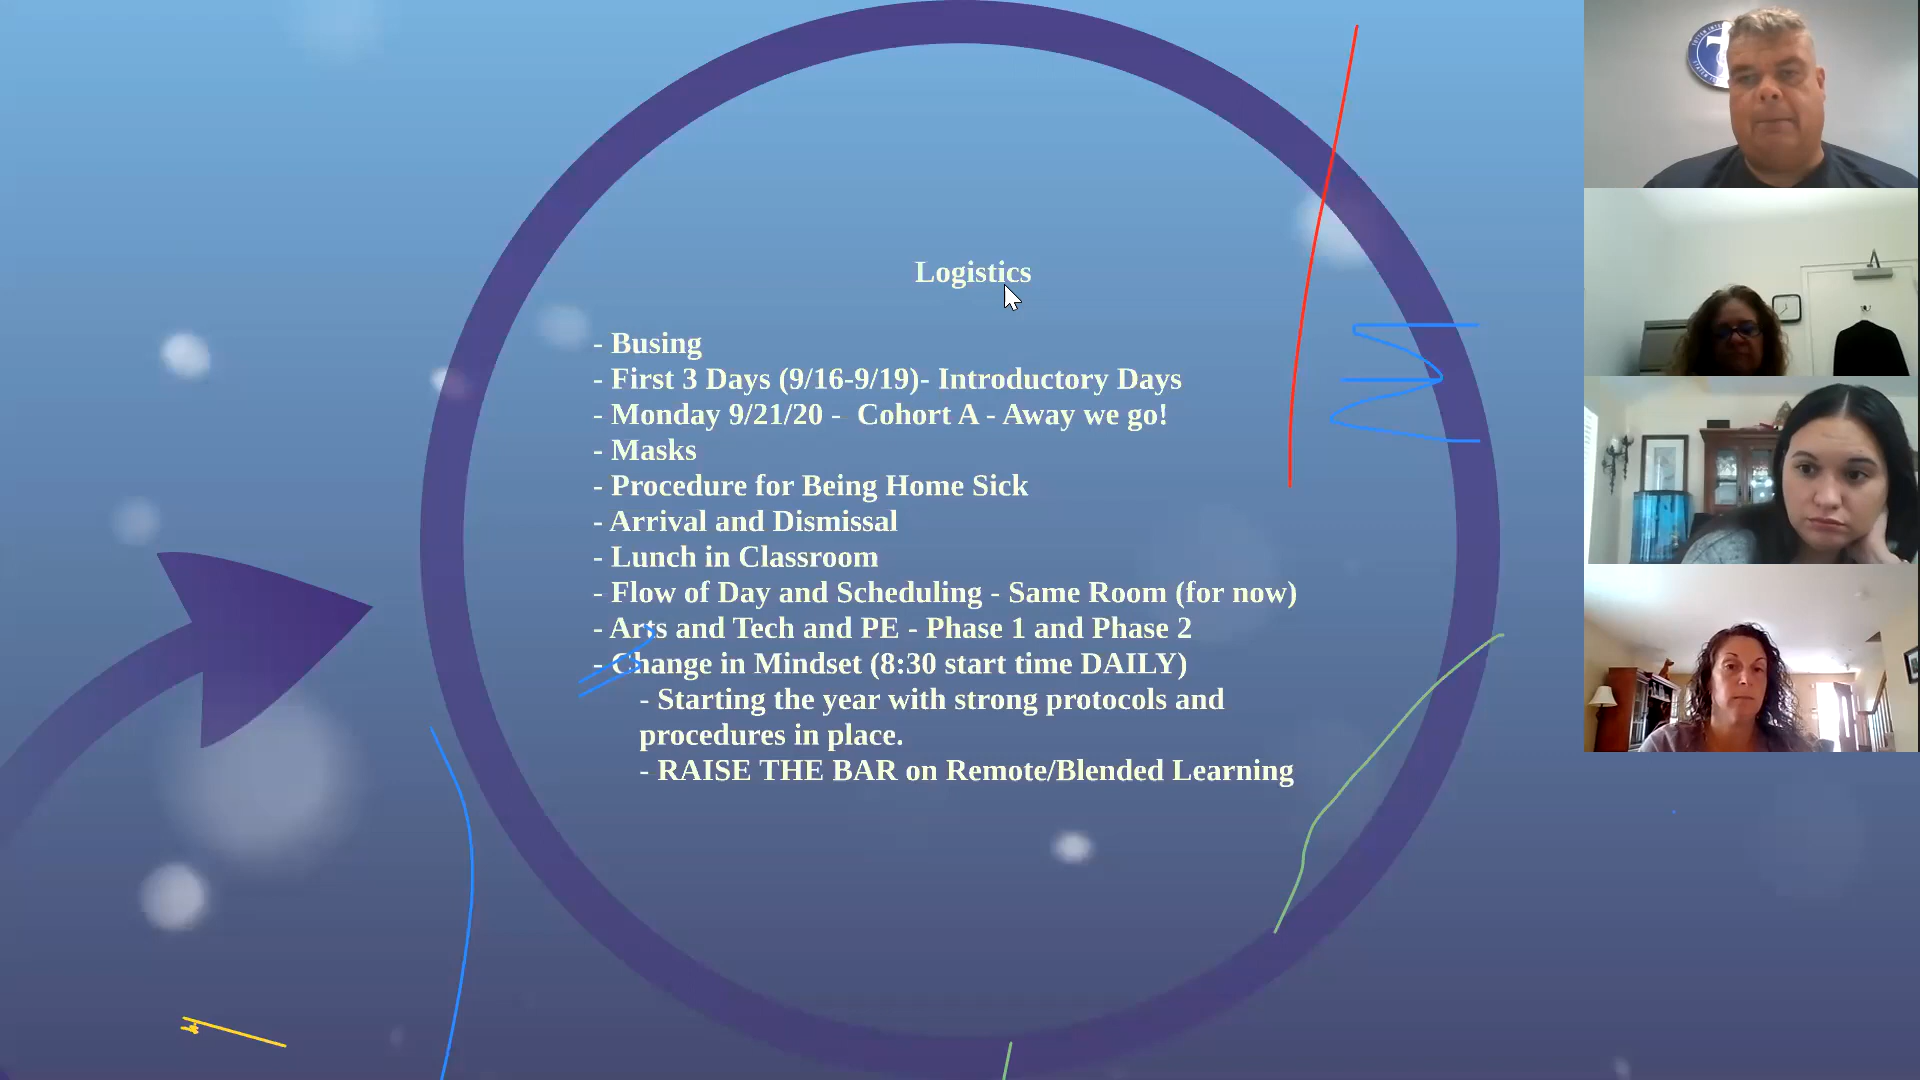 Logistics
- Busing
- First 3 Days (9/16-9/19)- Introductory Days
- Monday 9/21/20 -  Cohort A - Away we go!
- Masks
- Procedure for Being Home Sick
- Arrival and Dismissal
- Lunch in Classroom
- Flow of Day and Scheduling - Same Room (for now)
- Arts and Tech and PE - Phase 1 and Phase 2
- Change in Mindset (8:30 start time DAILY)
- Starting the year with strong protocols and
procedures in place.
- RAISE THE BAR on Remote/Blended Learning